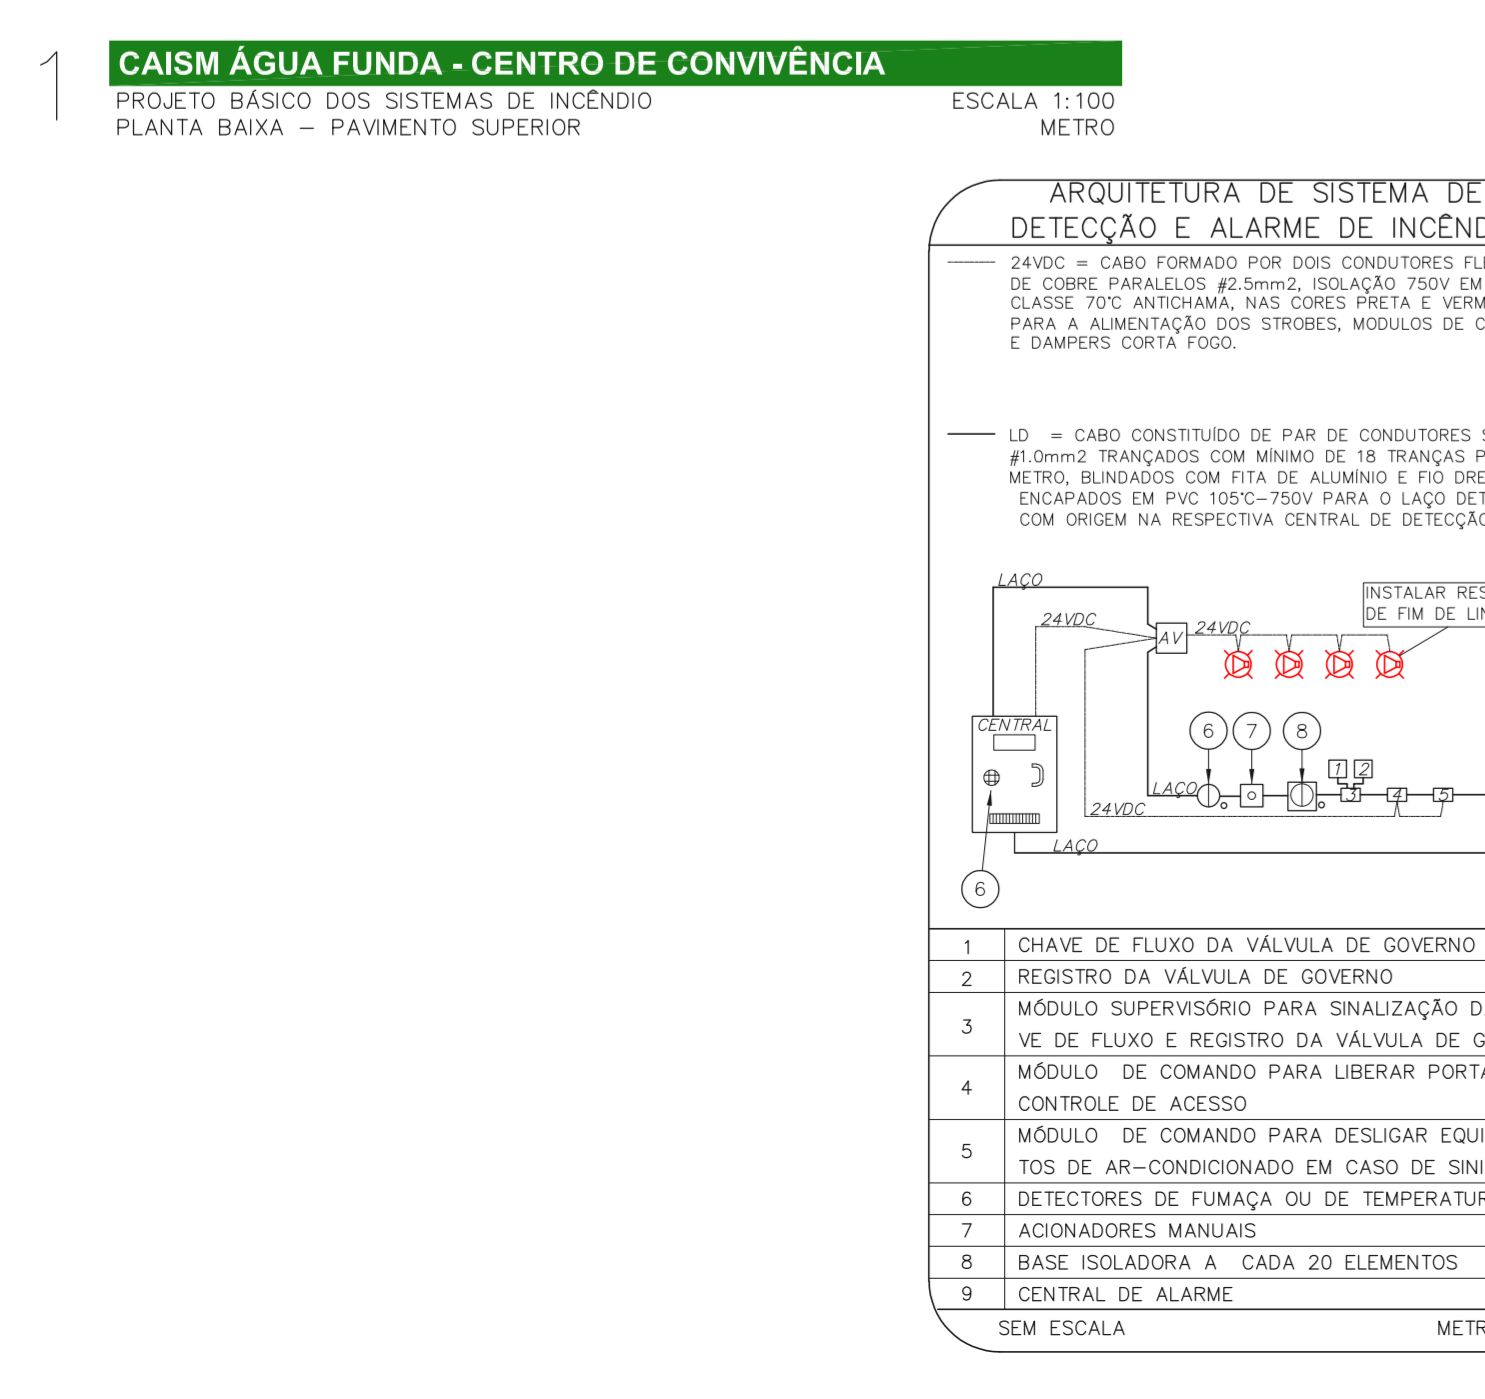 1
CAISM ÁGUA FUNDA - CENTRO DE CONVIVÊNCIA
PROJETO BÁSICO DOS SISTEMAS DE INCÊNDIO
ESCALA 1:100
PLANTA BAIXA – PAVIMENTO SUPERIOR
METRO
ARQUITETURA DE SISTEMA DE
DETECÇÃO E ALARME DE
24VDC = CABO FORMADO POR DOIS CONDUTORES
DE COBRE PARALELOS #2.5mm2, ISOLAÇÃO 750V EM
CLASSE 70°C ANTICHAMA, NAS CORES PRETA E
PARA A ALIMENTAÇÃO DOS STROBES, MODULOS DE
E DAMPERS CORTA FOGO.
LD = CABO CONSTITUÍDO DE PAR DE CONDUTORES
#1.0mm2 TRANÇADOS COM MÍNIMO DE 18 TRANÇAS
METRO, BLINDADOS COM FITA DE ALUMÍNIO E FIO
ENCAPADOS EM PVC 105°C–750V PARA O LAÇO
COM ORIGEM NA RESPECTIVA CENTRAL DE
LAÇO
INSTALAR
DE FIM DE
24VDC
24VDC
AV
CENTRAL
6
7
8
1
2
LAÇO
3
4
5
24VDC
LAÇO
6
1 CHAVE DE FLUXO DA VÁLVULA DE GOVERNO
2 REGISTRO DA VÁLVULA DE GOVERNO
3 MÓDULO SUPERVISÓRIO PARA SINALIZAÇÃO
VE DE FLUXO E REGISTRO DA VÁLVULA DE
4 MÓDULO DE COMANDO PARA LIBERAR
CONTROLE DE ACESSO
5 MÓDULO DE COMANDO PARA DESLIGAR
TOS DE AR–CONDICIONADO EM CASO DE
6 DETECTORES DE FUMAÇA OU DE
7 ACIONADORES MANUAIS
8 BASE ISOLADORA A CADA 20 ELEMENTOS
9 CENTRAL DE ALARME
SEM ESCALA